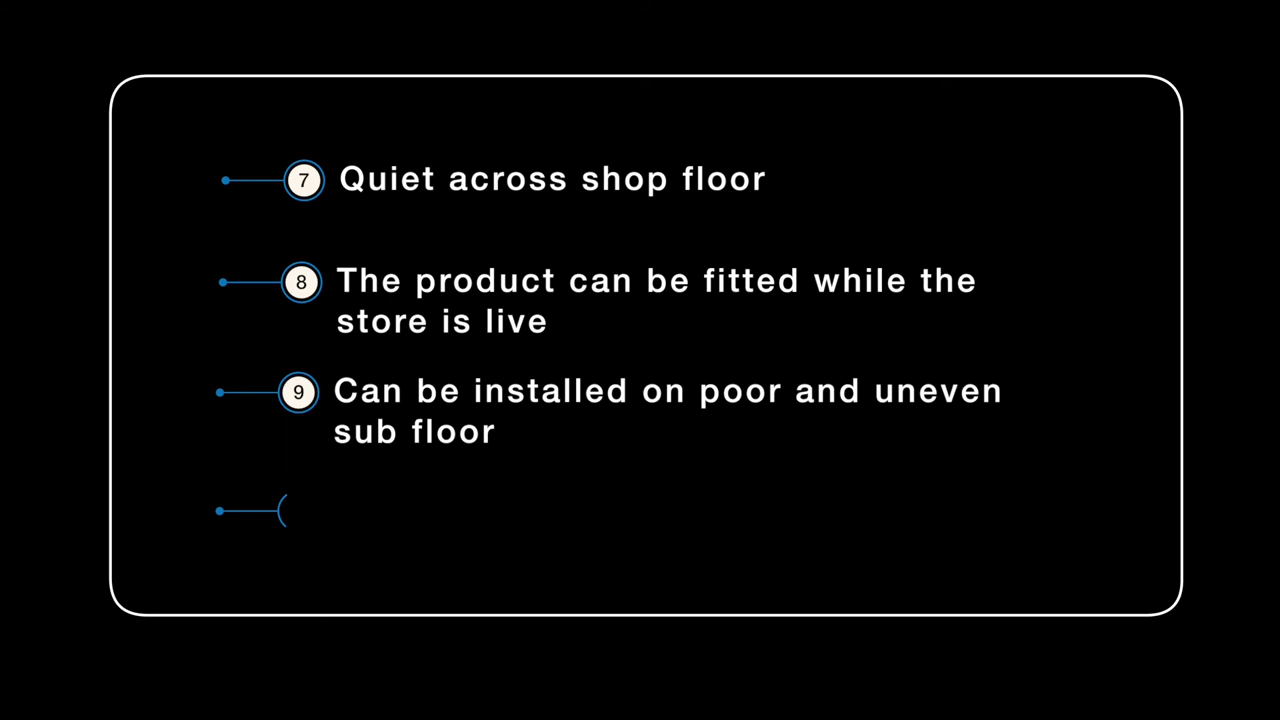 7 Quiet across shop floor
8 The product can be fitted while the
store is live
9 Can be installed on poor and uneven
sub floor